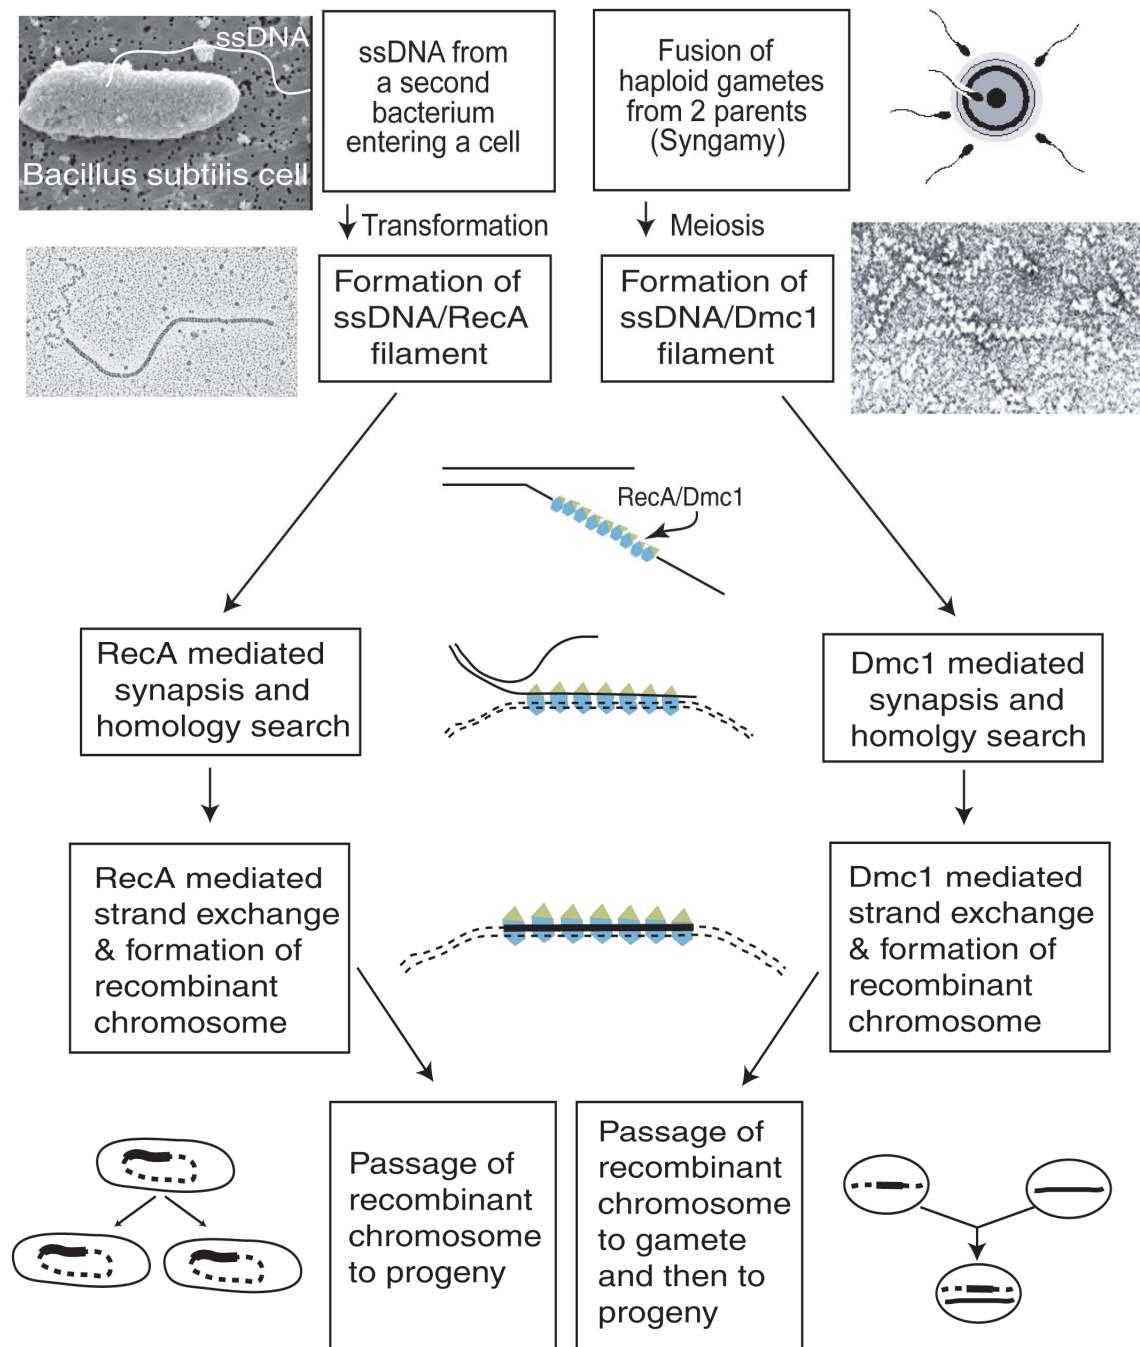 ssDNA
Bacillus subtilis cell
ssDNA from
a second
bacterium
entering a cell
Fusion of
haploid gametes
from 2 parents
(Syngamy)
Transformation
Meiosis
Formation of
ssDNA/RecA
filament
Formation of
ssDNA/Dmc1
filament
RecA/Dmc1
RecA mediated
synapsis and
homology search
Dmc1 mediated
synapsis and
homolgy search
RecA mediated
strand exchange
& formation of
recombinant
chromosome
Dmc1 mediated
strand exchange
& formation of
recombinant
chromosome
Passage of
recombinant
chromosome
to progeny
Passage of
recombinant
chromosome
to gamete
and then to
progeny